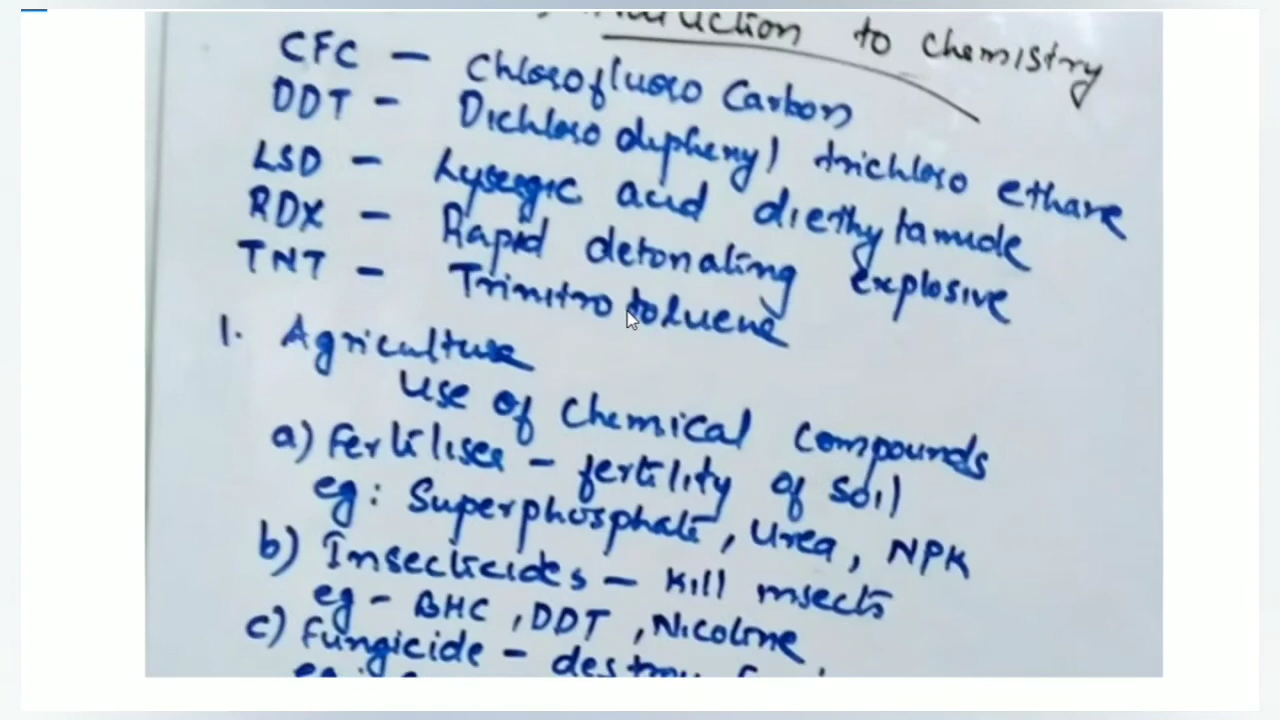 to Chemistry
CFC - Chlorofluoro Carbon
DDT - Dichloro diphenyl trichloro ethane
LSD - Lysergic acid diethylamide
RDX - Rapid detonating explosive
TNT - Trinitro toluene
1. Agriculture
Use of Chemical Compounds
a) Fertiliser - fertility of soil
eg: Superphosphate, Urea, NPK
b) Insecticides - kill insects
eg - BHC, DDT, Nicotine
c) Fungicide - destroy